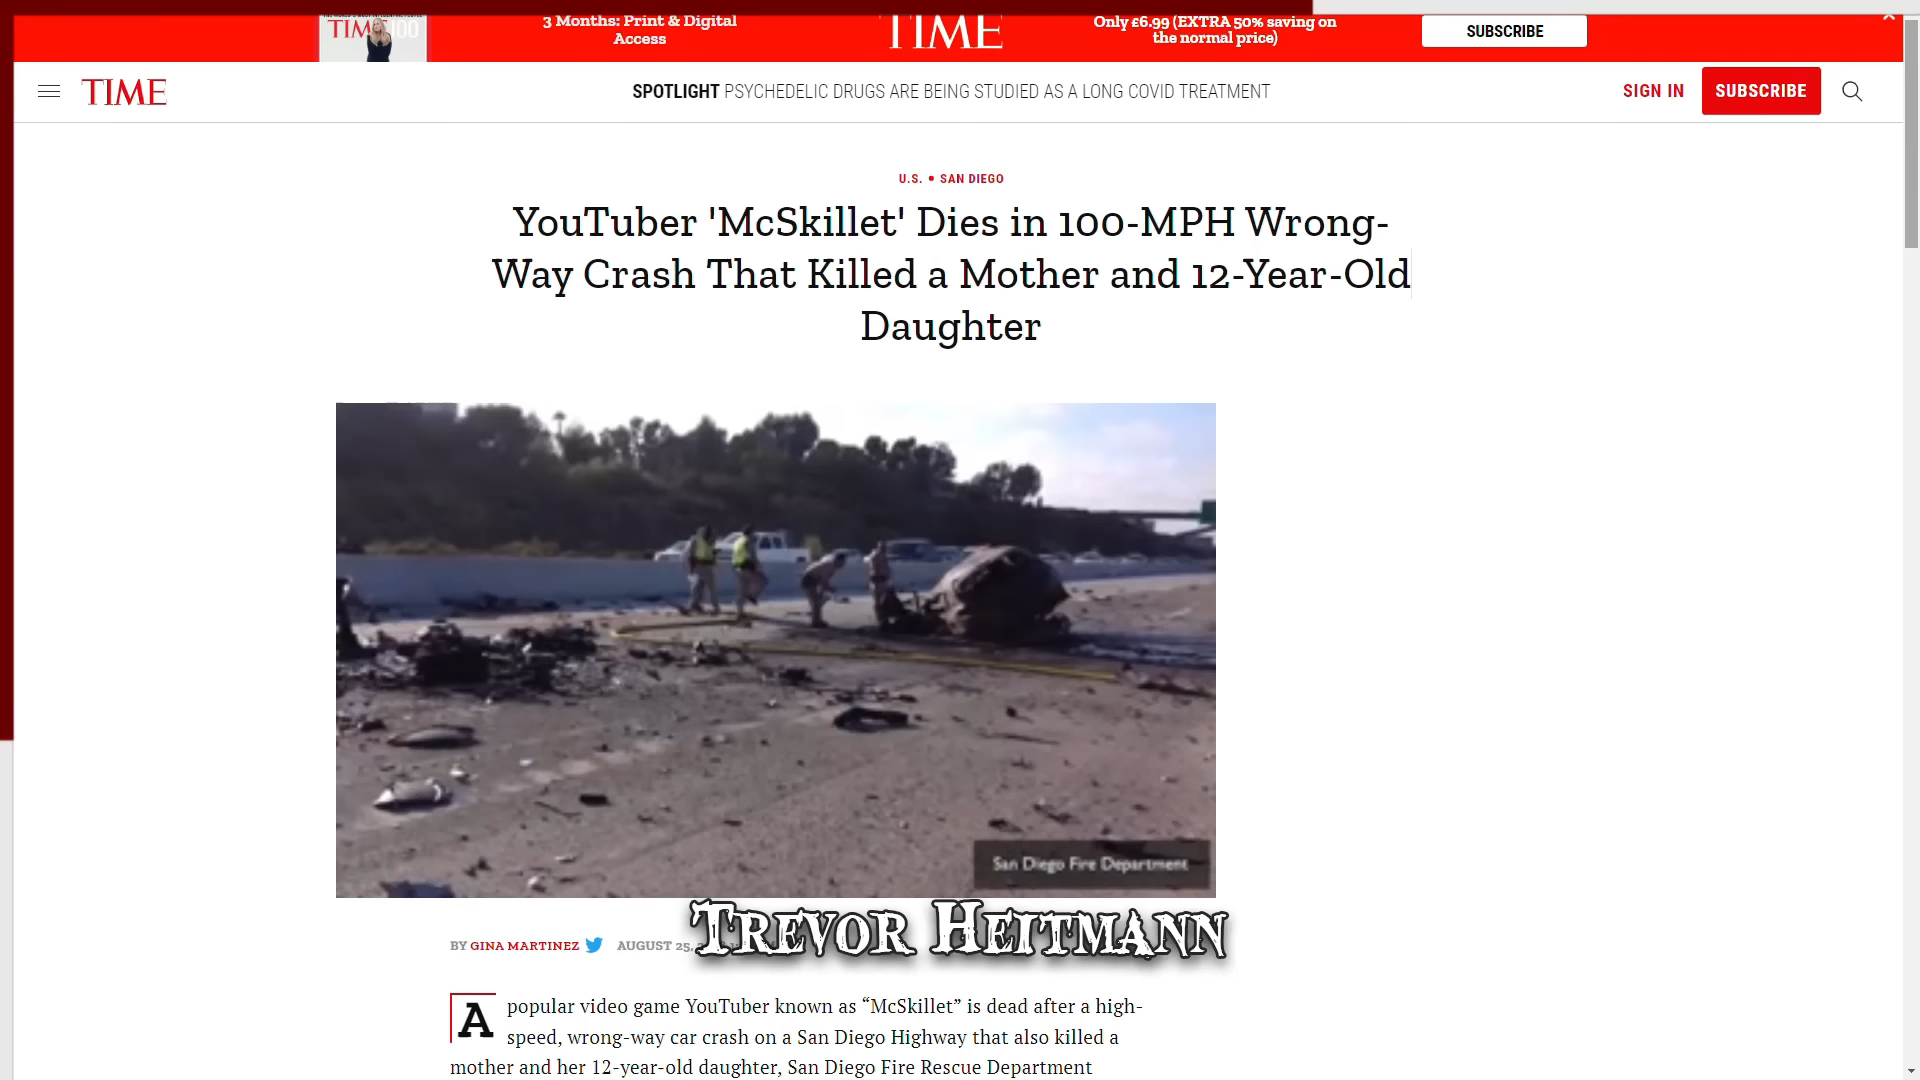 TIME 100
3 Months: Print & Digital
Access
TIME
Only £6.99 (EXTRA 50% saving on
the normal price)
SUBSCRIBE
TIME
SPOTLIGHT PSYCHEDELIC DRUGS ARE BEING STUDIED AS A LONG COVID TREATMENT
SIGN IN
SUBSCRIBE
U.S. • SAN DIEGO
YouTuber 'McSkillet' Dies in 100-MPH Wrong-
Way Crash That Killed a Mother and 12-Year-Old
Daughter
San Diego Fire Department
Trevor Heitmann
BY GINA MARTINEZ AUGUST 25,
A popular video game YouTuber known as “McSkillet” is dead after a high-
speed, wrong-way car crash on a San Diego Highway that also killed a
mother and her 12-year-old daughter, San Diego Fire Rescue Department